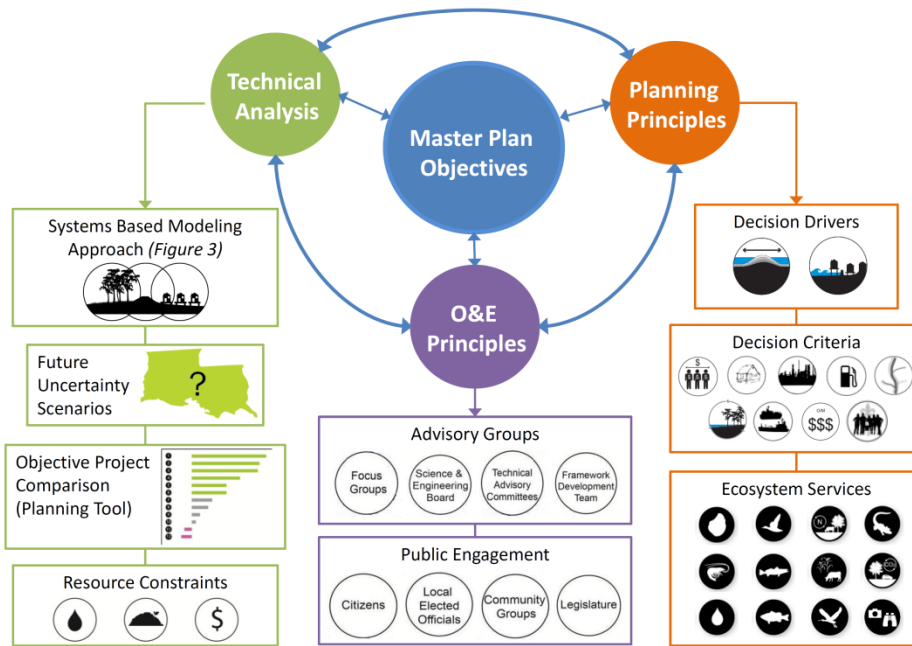 Technical
Analysis
Master Plan
Objectives
Planning
Principles
O&E
Principles
Systems Based Modeling
Approach (Figure 3)
Future
Uncertainty
Scenarios
?
Objective Project
Comparison
(Planning Tool)
Resource Constraints
$
Advisory Groups
Focus
Groups
Science &
Engineering
Board
Technical
Advisory
Committees
Framework
Development
Team
Public Engagement
Citizens
Local
Elected
Officials
Community
Groups
Legislature
Decision Drivers
Decision Criteria
$
O/M
$$$
Ecosystem Services
N
CO₂